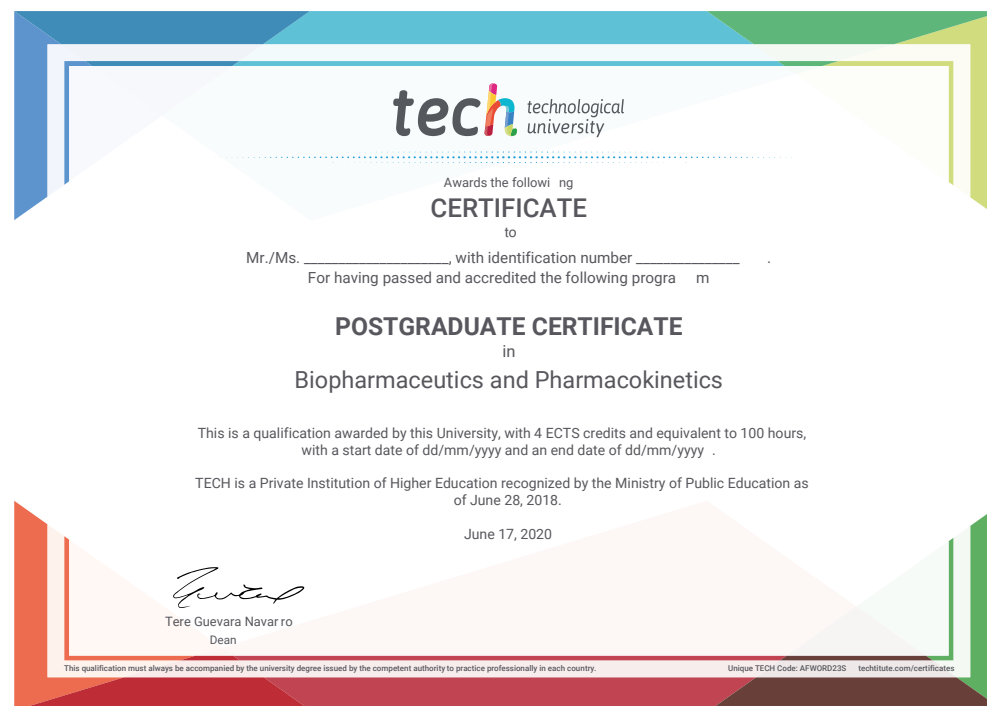 tech technological
university
Awards the followi ng
CERTIFICATE
to
Mr./Ms. ____________________, with identification number ______________ .
For having passed and accredited the following progra m
POSTGRADUATE CERTIFICATE
in
Biopharmaceutics and Pharmacokinetics
This is a qualification awarded by this University, with 4 ECTS credits and equivalent to 100 hours,
with a start date of dd/mm/yyyy and an end date of dd/mm/yyyy .
TECH is a Private Institution of Higher Education recognized by the Ministry of Public Education as
of June 28, 2018.
June 17, 2020
Tere Guevara Navar ro
Dean
This qualification must always be accompanied by the university degree issued by the competent authority to practice professionally in each country.
Unique TECH Code: AFWORD23S techtitute.com/certificates